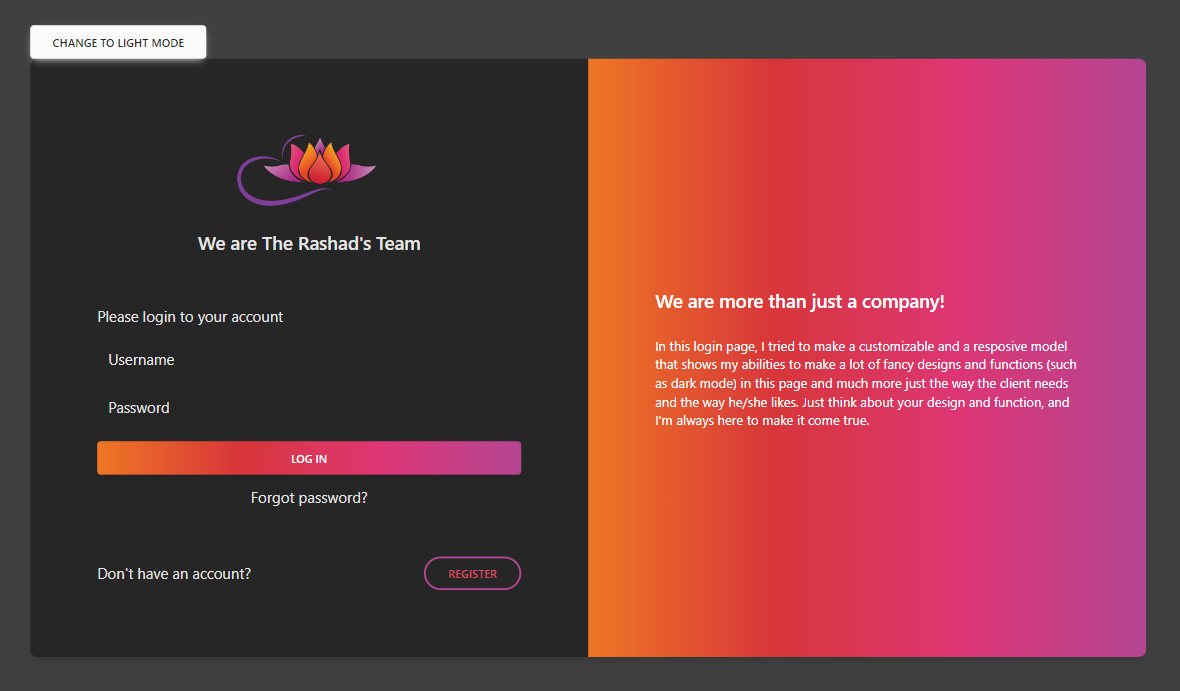 CHANGE TO LIGHT MODE
We are The Rashad's Team
Please login to your account
Username
Password
LOG IN
Forgot password?
Don't have an account?
REGISTER
We are more than just a company!
In this login page, I tried to make a customizable and a resposive model
that shows my abilities to make a lot of fancy designs and functions (such
as dark mode) in this page and much more just the way the client needs
and the way he/she likes. Just think about your design and function, and
I'm always here to make it come true.